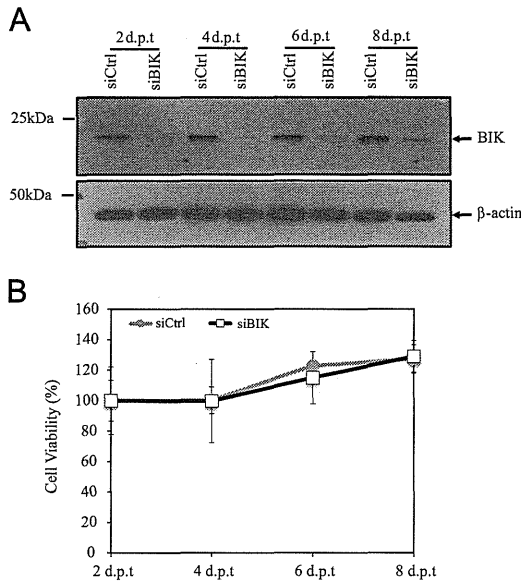 A
2 d.p.t 4 d.p.t 6 d.p.t 8 d.p.t
siCtrl siBIK siCtrl siBIK siCtrl siBIK siCtrl siBIK
25kDa
BIK
50kDa
β-actin
B
160
siCtrl siBIK
140
120
100
80
60
40
20
0
Cell Viability (%)
2 d.p.t 4 d.p.t 6 d.p.t 8 d.p.t